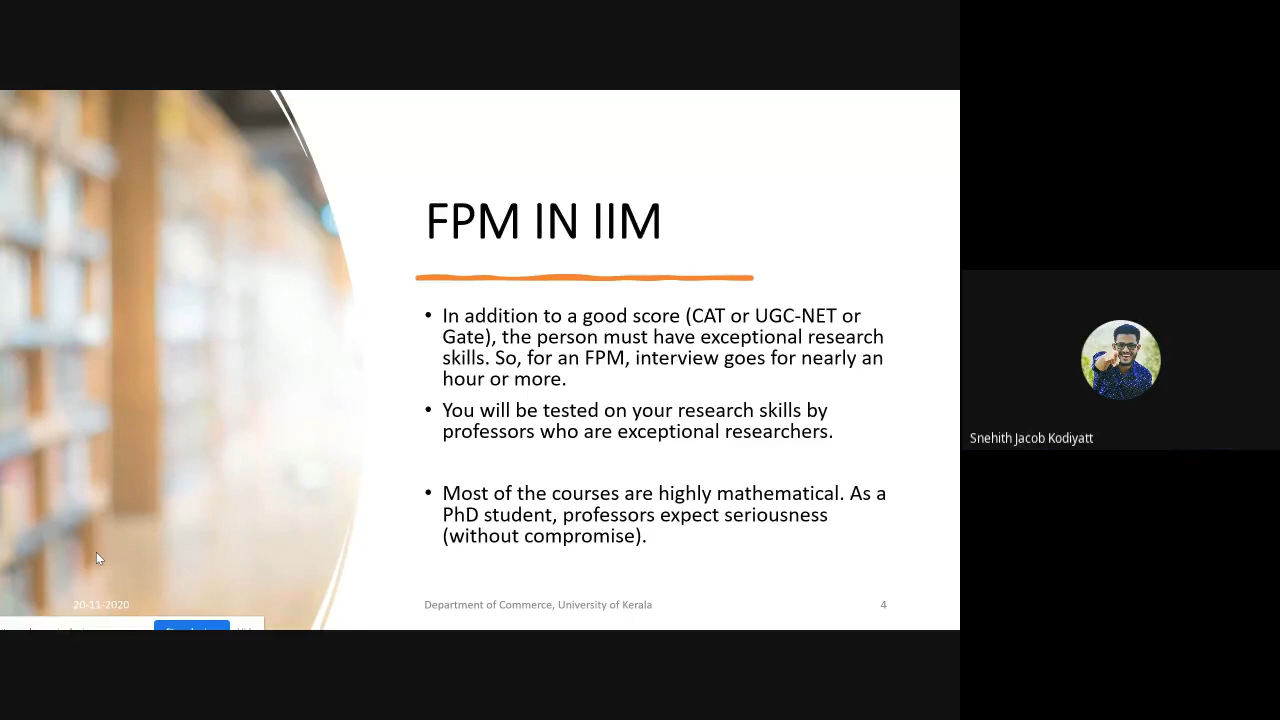 FPM IN IIM
• In addition to a good score (CAT or UGC-NET or
Gate), the person must have exceptional research
skills. So, for an FPM, interview goes for nearly an
hour or more.
• You will be tested on your research skills by
professors who are exceptional researchers.
• Most of the courses are highly mathematical. As a
PhD student, professors expect seriousness
(without compromise).
20-11-2020
Department of Commerce, University of Kerala
4
Snehith Jacob Kodiyatt